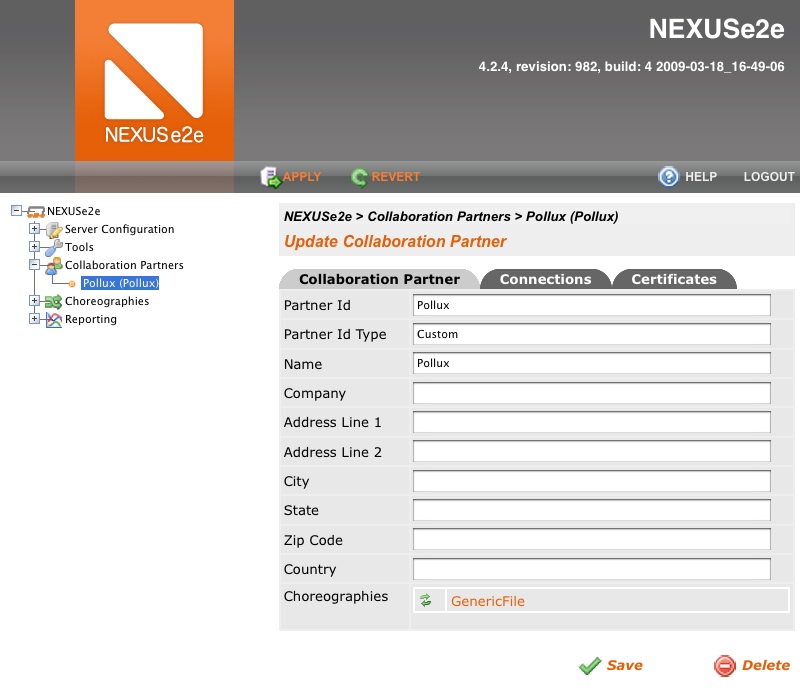 NEXUSe2e
4.2.4, revision: 982, build: 4 2009-03-18_16-49-06
NEXUSe2e
APPLY REVERT HELP LOGOUT
NEXUSe2e
Server Configuration
Tools
Collaboration Partners
Pollux (Pollux)
Choreographies
Reporting
NEXUSe2e > Collaboration Partners > Pollux (Pollux)
Update Collaboration Partner
Collaboration Partner Connections Certificates
Partner Id Pollux
Partner Id Type Custom
Name Pollux
Company
Address Line 1
Address Line 2
City
State
Zip Code
Country
Choreographies GenericFile
Save Delete